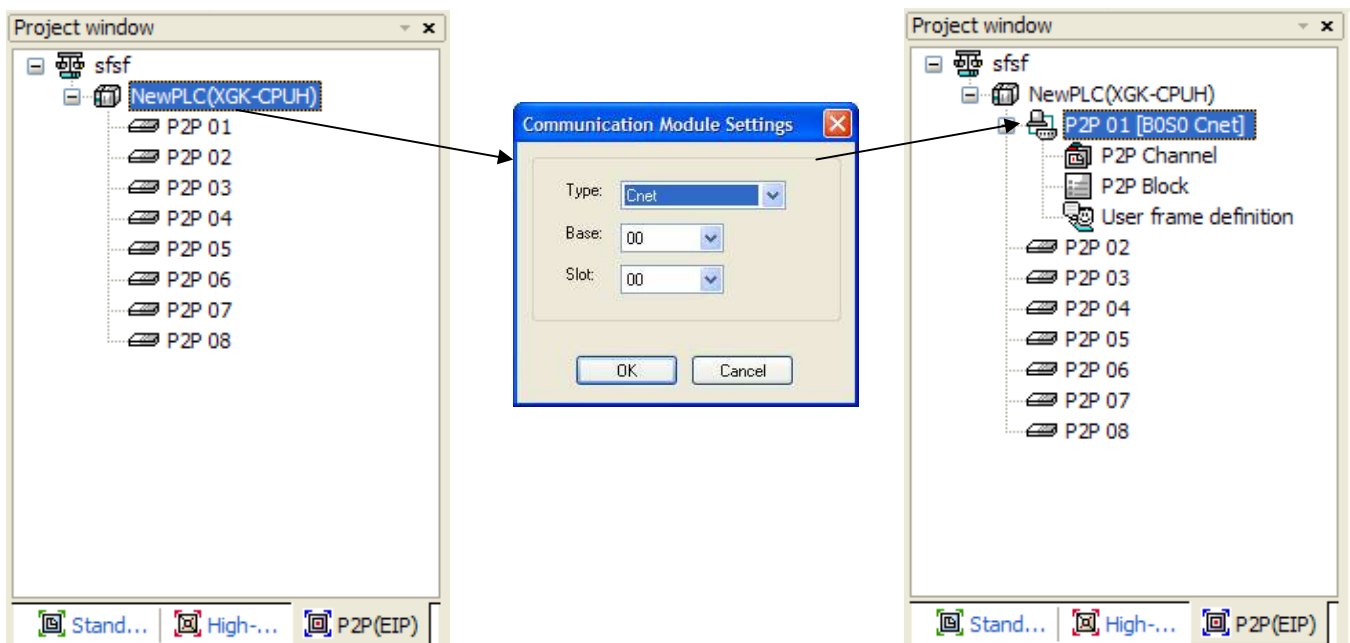 Project window
sfsf
NewPLC(XGK-CPUH)
P2P 01
P2P 02
P2P 03
P2P 04
P2P 05
P2P 06
P2P 07
P2P 08
Stand...
High-...
P2P(EIP)
Communication Module Settings
Type: Cnet
Base: 00
Slot: 00
OK
Cancel
Project window
sfsf
NewPLC(XGK-CPUH)
P2P 01 [B0S0 Cnet]
P2P Channel
P2P Block
User frame definition
P2P 02
P2P 03
P2P 04
P2P 05
P2P 06
P2P 07
P2P 08
Stand...
High-...
P2P(EIP)